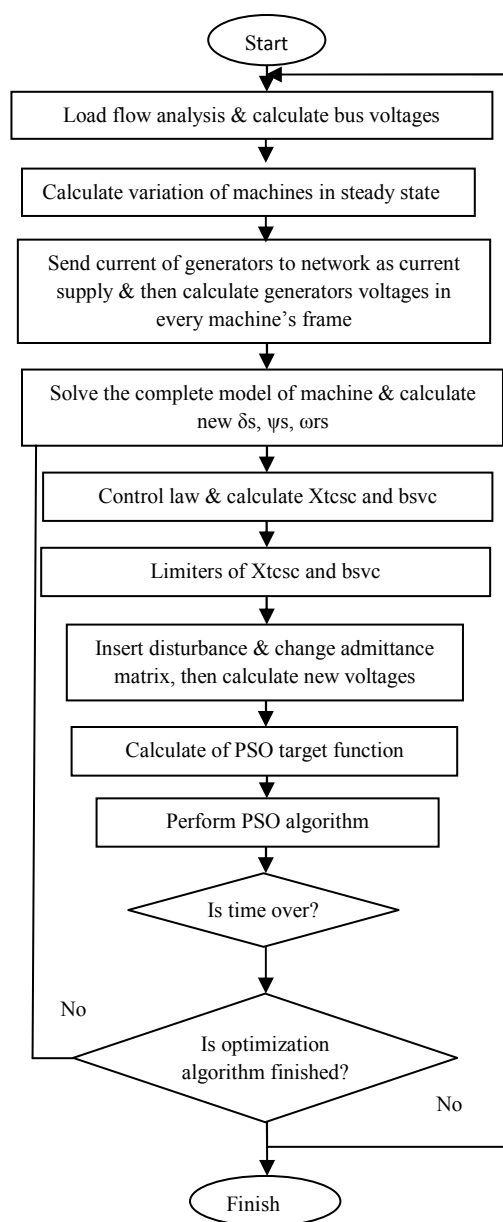 Start
Load flow analysis & calculate bus voltages
Calculate variation of machines in steady state
Send current of generators to network as current
supply & then calculate generators voltages in
every machine's frame
Solve the complete model of machine & calculate
new δs, ψs, ωrs
Control law & calculate Xtcsc and bsvc
Limiters of Xtcsc and bsvc
Insert disturbance & change admittance
matrix, then calculate new voltages
Calculate of PSO target function
Perform PSO algorithm
Is time over?
No
Is optimization
algorithm finished?
No
Finish